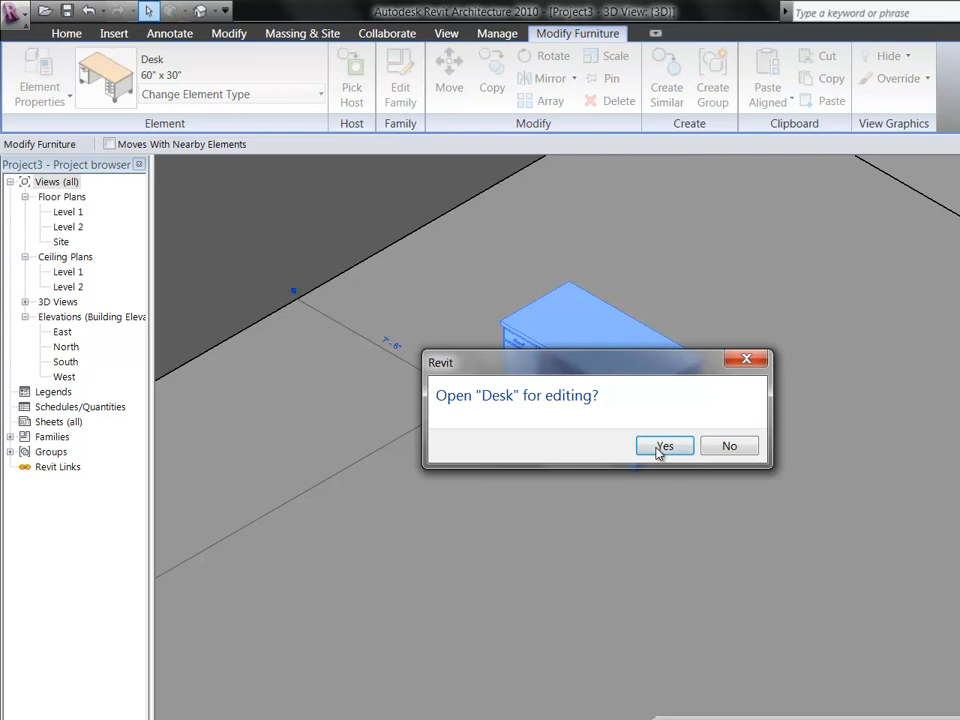 Autodesk Revit Architecture 2010 - [Project3 - 3D View: {3D}]
Type a keyword or phrase
Home Insert Annotate Modify Massing & Site Collaborate View Manage Modify Furniture
Element Properties
Desk
60" x 30"
Change Element Type
Pick Host
Edit Family
Move
Copy
Rotate
Mirror
Array
Scale
Pin
Delete
Create Similar
Create Group
Paste Aligned
Cut
Copy
Paste
Hide
Override
Element Host Family Modify Create Clipboard View Graphics
Modify Furniture
Moves With Nearby Elements
Project3 - Project browser
Views (all)
Floor Plans
Level 1
Level 2
Site
Ceiling Plans
Level 1
Level 2
3D Views
Elevations (Building Eleva
East
North
South
West
Legends
Schedules/Quantities
Sheets (all)
Families
Groups
Revit Links
7' - 6"
Revit
Open "Desk" for editing?
Yes No